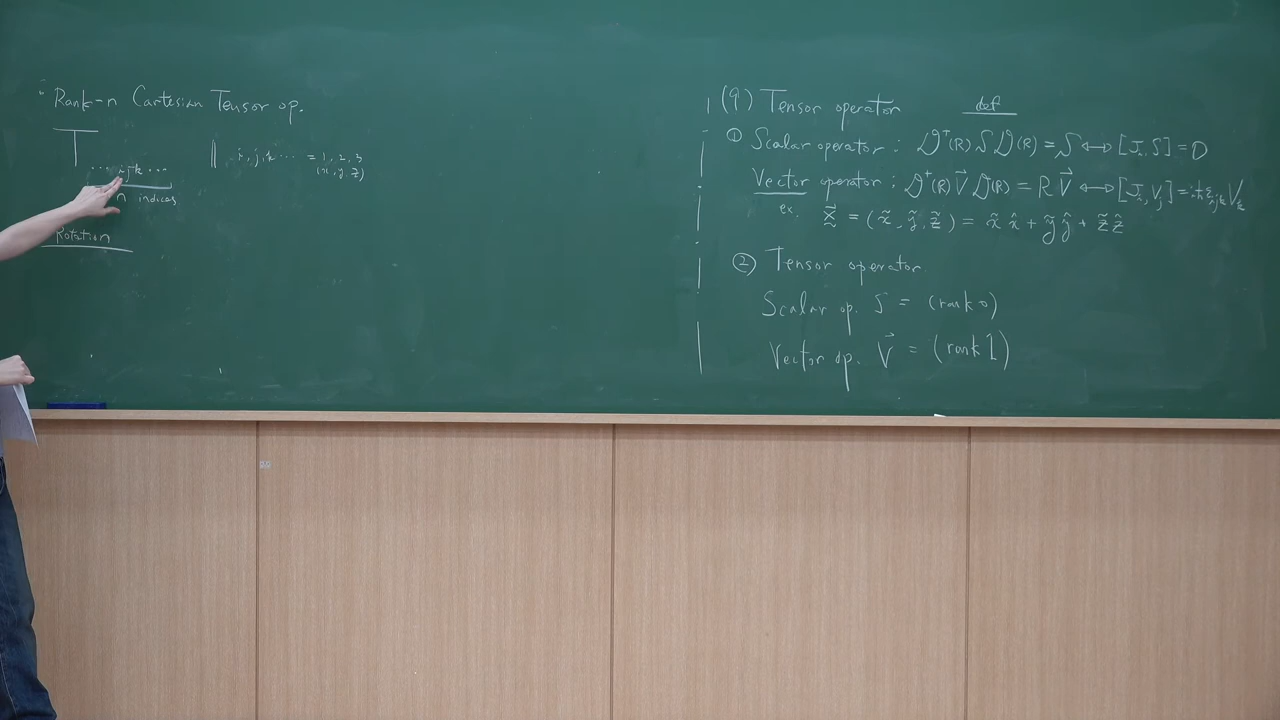 Rank-n Cartesian Tensor op.
T ... ijk ...
n indices
i, j, k ... = 1, 2, 3
(x, y, z)
Rotation
(9) Tensor operator def
① Scalar operator : 𝒟†(R) S 𝒟(R) = S ↔ [J_i, S] = 0
Vector operator : 𝒟†(R) V⃗ 𝒟(R) = R V⃗ ↔ [J_i, V_j] = iħ ε_ijk V_k
ex. x̃⃗ = (x̃, ỹ, z̃) = x̃ x̂ + ỹ ŷ + z̃ ẑ
② Tensor operator
Scalar op. S = (rank 0)
Vector op. V⃗ = (rank 1)